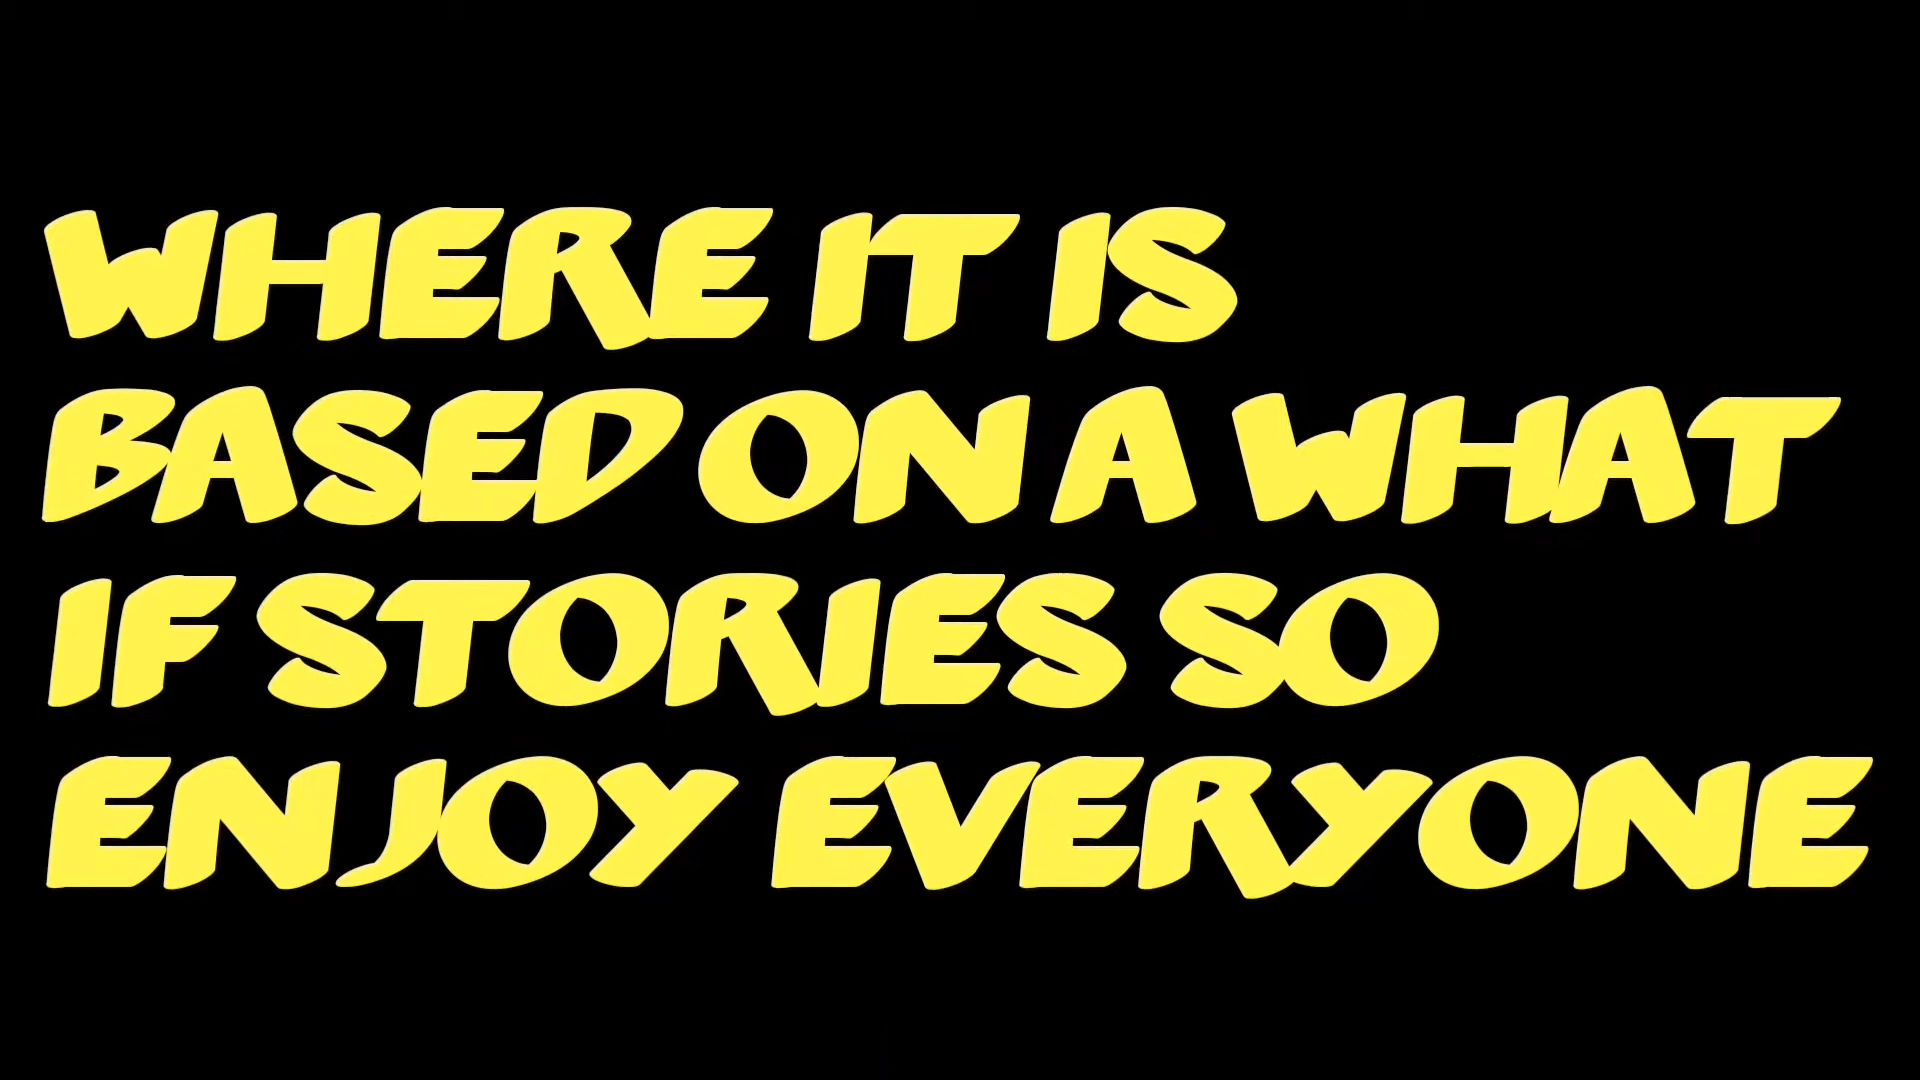 WHERE IT IS
BASED ON A WHAT
IF STORIES SO
ENJOY EVERYONE